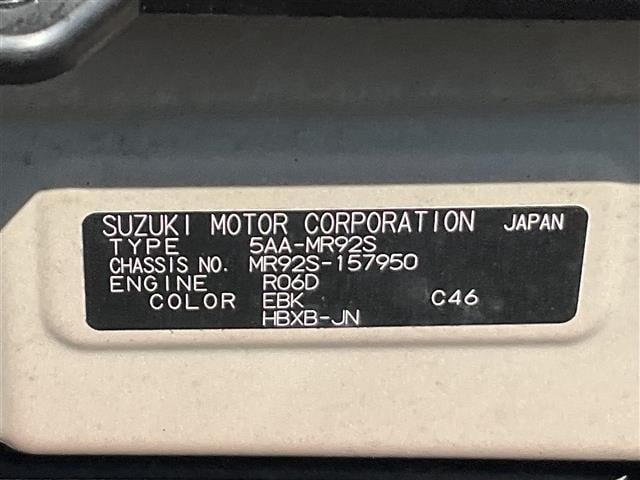 SUZUKI MOTOR CORPORATION JAPAN
TYPE 5AA-MR92S
CHASSIS NO. MR92S-157950
ENGINE R06D
COLOR EBK C46
HBXB-JN